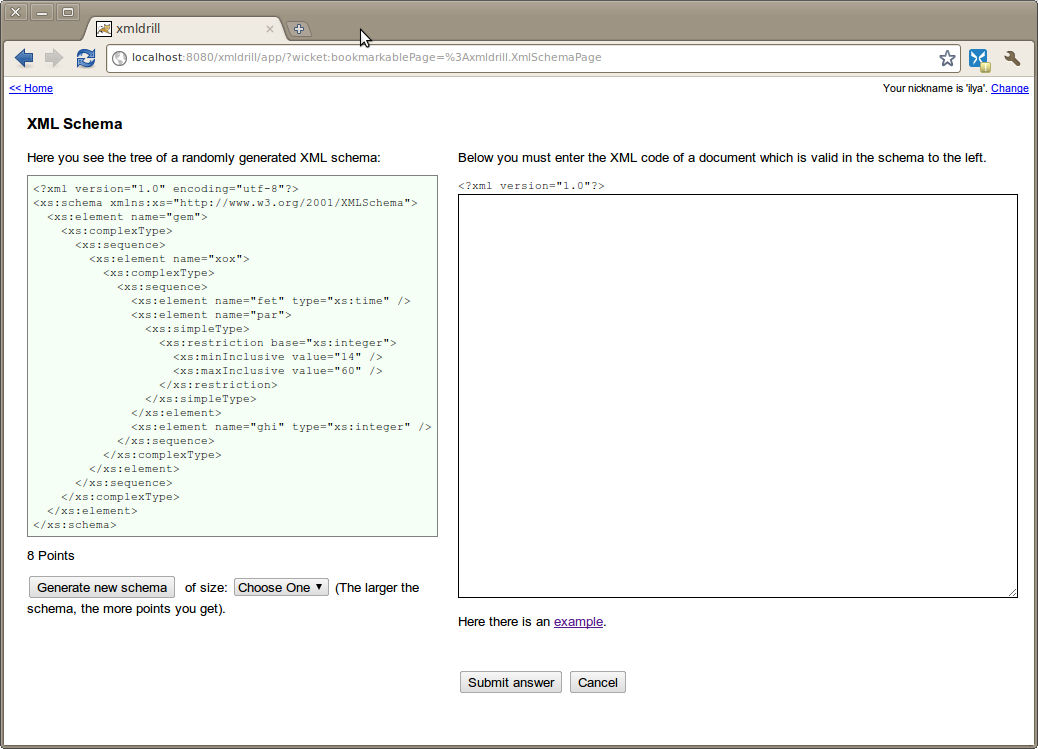 xmldrill
localhost:8080/xmldrill/app/?wicket:bookmarkablePage=%3Axmldrill.XmlSchemaPage
<< Home
Your nickname is 'ilya'. Change
XML Schema
Here you see the tree of a randomly generated XML schema:
<?xml version="1.0" encoding="utf-8"?>
<xs:schema xmlns:xs="http://www.w3.org/2001/XMLSchema">
  <xs:element name="gem">
    <xs:complexType>
      <xs:sequence>
        <xs:element name="xox">
          <xs:complexType>
            <xs:sequence>
              <xs:element name="fet" type="xs:time" />
              <xs:element name="par">
                <xs:simpleType>
                  <xs:restriction base="xs:integer">
                    <xs:minInclusive value="14" />
                    <xs:maxInclusive value="60" />
                  </xs:restriction>
                </xs:simpleType>
              </xs:element>
              <xs:element name="ghi" type="xs:integer" />
            </xs:sequence>
          </xs:complexType>
        </xs:element>
      </xs:sequence>
    </xs:complexType>
  </xs:element>
</xs:schema>
8 Points
Generate new schema of size: Choose One (The larger the
schema, the more points you get).
Below you must enter the XML code of a document which is valid in the schema to the left.
<?xml version="1.0"?>
Here there is an example.
Submit answer Cancel